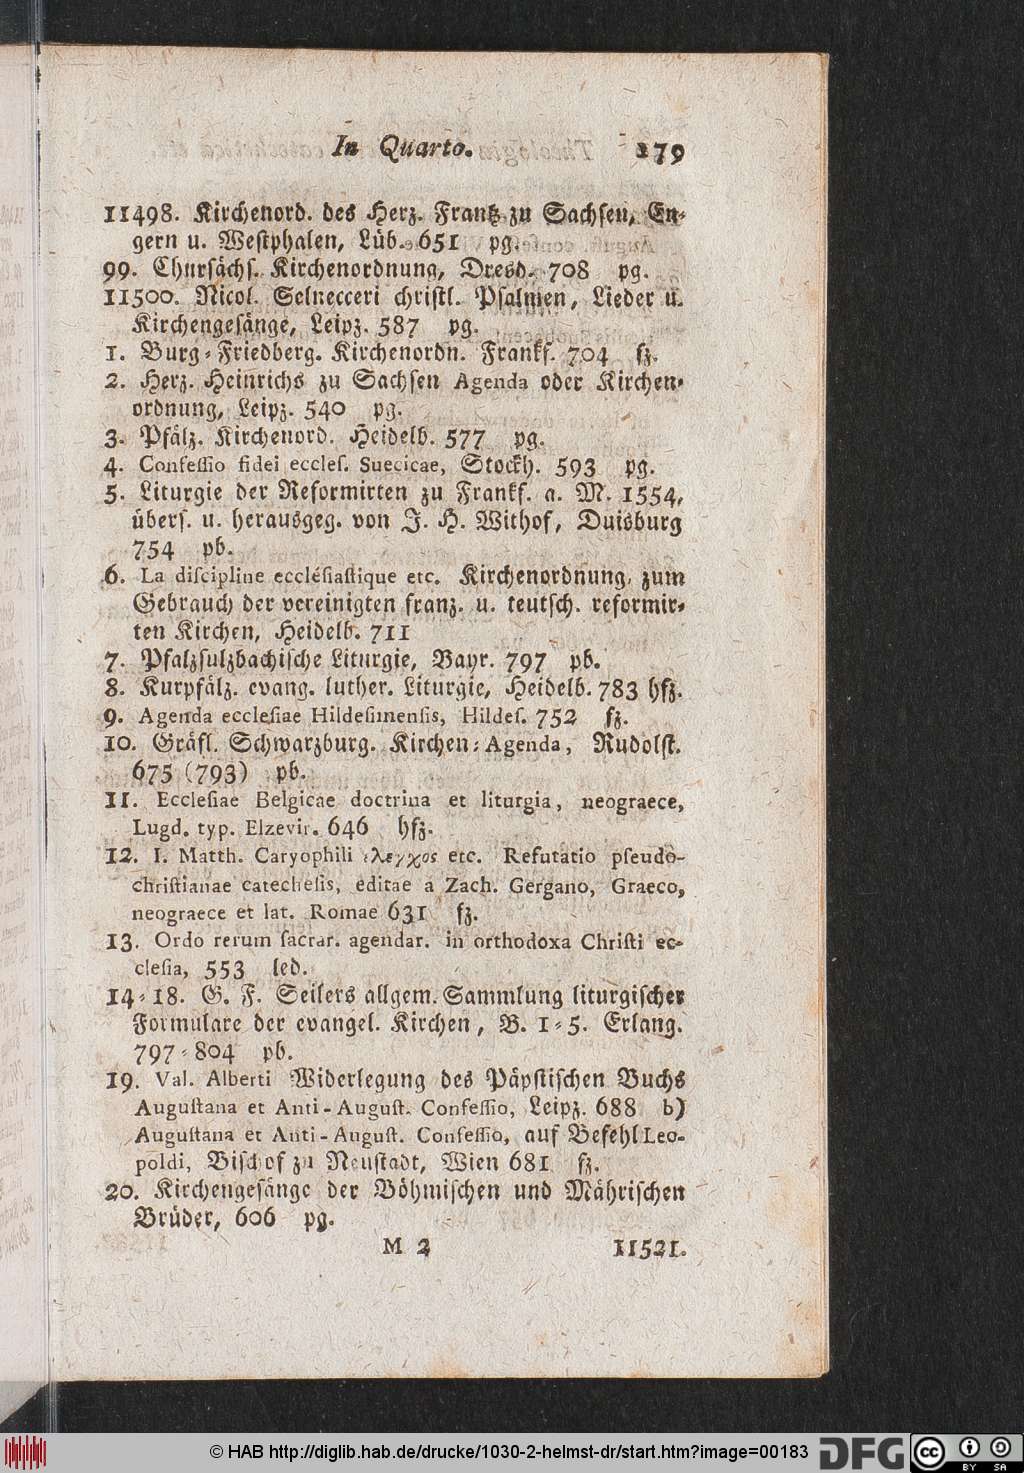 In Quarto. 179
11498. Kirchenord. des Herz. Frantz zu Sachsen, En-
gern u. Westphalen, Lüb. 651 pg.
99. Chursächs. Kirchenordnung, Dresd. 708 pg.
11500. Nicol. Selnecceri christl. Psalmen, Lieder u.
Kirchengesänge, Leipz. 587 pg.
1. Burg-Friedberg. Kirchenordn. Frankf. 704 fz.
2. Herz. Heinrichs zu Sachsen Agenda oder Kirchen-
ordnung, Leipz. 540 pg.
3. Pfälz. Kirchenord. Heidelb. 577 pg.
4. Confessio fidei eccles. Suecicae, Stockh. 593 pg.
5. Liturgie der Reformirten zu Frankf. a. M. 1554,
übers. u. herausgeg. von J. H. Withof, Duisburg
754 pb.
6. La discipline ecclésiastique etc. Kirchenordnung zum
Gebrauch der vereinigten franz. u. teutsch. reformir-
ten Kirchen, Heidelb. 711
7. Pfalzsulzbachische Liturgie, Bayr. 797 pb.
8. Kurpfälz. evang. luther. Liturgie, Heidelb. 783 hfz.
9. Agenda ecclesiae Hildesimensis, Hildes. 752 fz.
10. Gräfl. Schwarzburg. Kirchen-Agenda, Rudolst.
675 (793) pb.
11. Ecclesiae Belgicae doctrina et liturgia, neograece,
Lugd. typ. Elzevir. 646 hfz.
12. I. Matth. Caryophili ελεγχος etc. Refutatio pseudo-
christianae catechesis, editae a Zach. Gergano, Graeco,
neograece et lat. Romae 631 fz.
13. Ordo rerum sacrar. agendar. in orthodoxa Christi ec-
clesia, 553 led.
14-18. G. F. Seilers allgem. Sammlung liturgischer
Formulare der evangel. Kirchen, B. 1-5. Erlang.
797-804 pb.
19. Val. Alberti Widerlegung des Päpstischen Buchs
Augustana et Anti-August. Confessio, Leipz. 688 b)
Augustana et Anti-August. Confessio, auf Befehl Leo-
poldi, Bischof zu Neustadt, Wien 681 fz.
20. Kirchengesänge der Böhmischen und Mährischen
Brüder, 606 pg.
M 2 11521.
© HAB http://diglib.hab.de/drucke/1030-2-helmst-dr/start.htm?image=00183 DFG cc BY SA